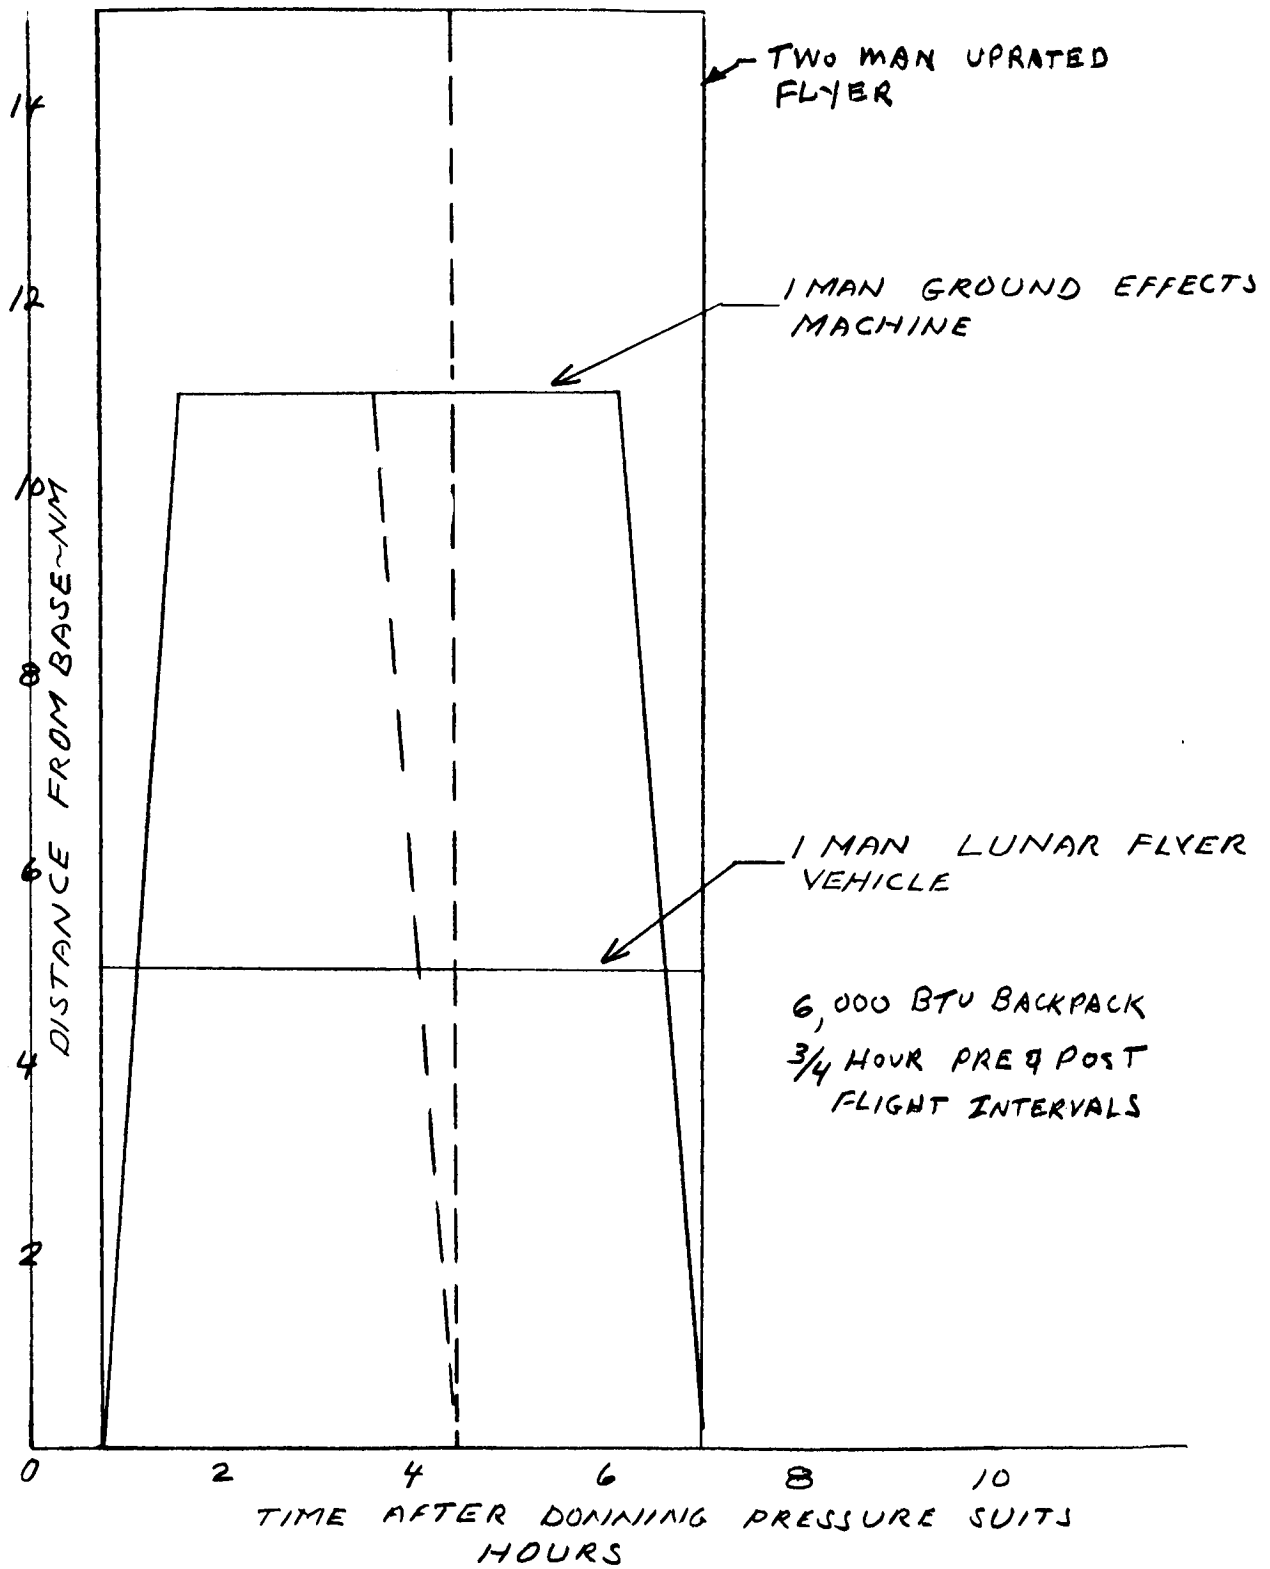 TWO MAN UPRATED
FLYER
14
12
1 MAN GROUND EFFECTS
MACHINE
10
8
DISTANCE FROM BASE~NM
6
1 MAN LUNAR FLYER
VEHICLE
6,000 BTU BACKPACK
3/4 HOUR PRE & POST
FLIGHT INTERVALS
4
2
0 2 4 6 8 10
TIME AFTER DONNING PRESSURE SUITS
HOURS